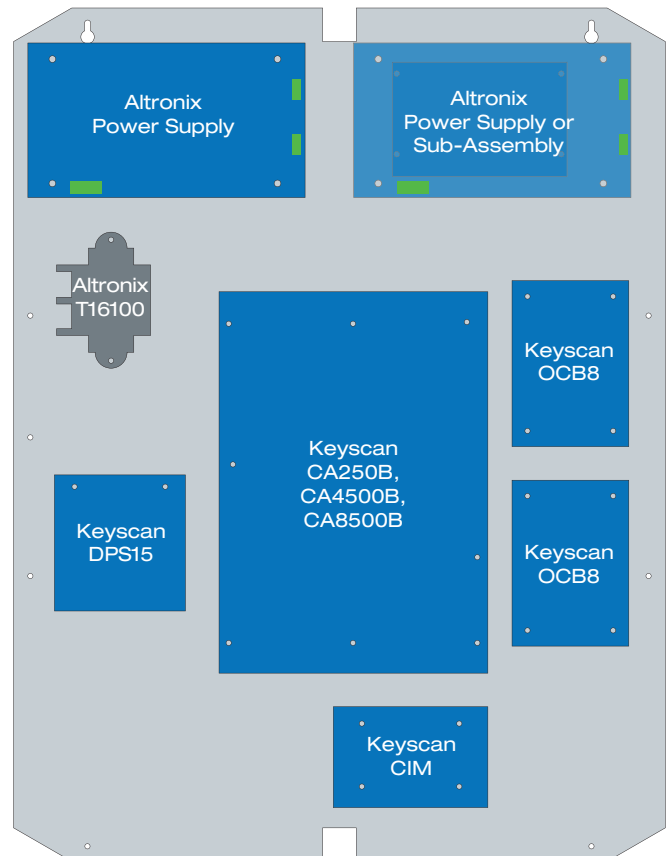 Altronix
Power Supply
Altronix
Power Supply or
Sub-Assembly
Altronix
T16100
Keyscan
OCB8
Keyscan
CA250B,
CA4500B,
CA8500B
Keyscan
DPS15
Keyscan
OCB8
Keyscan
CIM